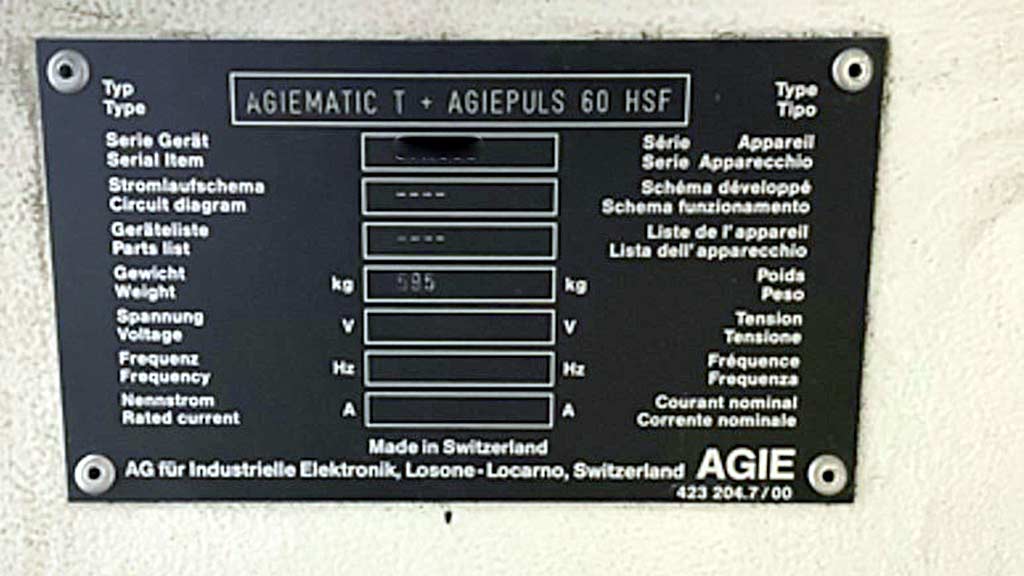 Typ
Type
AGIEMATIC T + AGIEPULS 60 HSF
Type
Tipo
Serie Gerät
Serial Item
Série Appareil
Serie Apparecchio
Stromlaufschema
Circuit diagram
----
Schéma développé
Schema funzionamento
Geräteliste
Parts list
----
Liste de l'appareil
Lista dell'apparecchio
Gewicht
Weight
kg
595
kg
Poids
Peso
Spannung
Voltage
V
V
Tension
Tensione
Frequenz
Frequency
Hz
Hz
Fréquence
Frequenza
Nennstrom
Rated current
A
A
Courant nominal
Corrente nominale
Made in Switzerland
AG für Industrielle Elektronik, Losone-Locarno, Switzerland AGIE
423 204.7/00